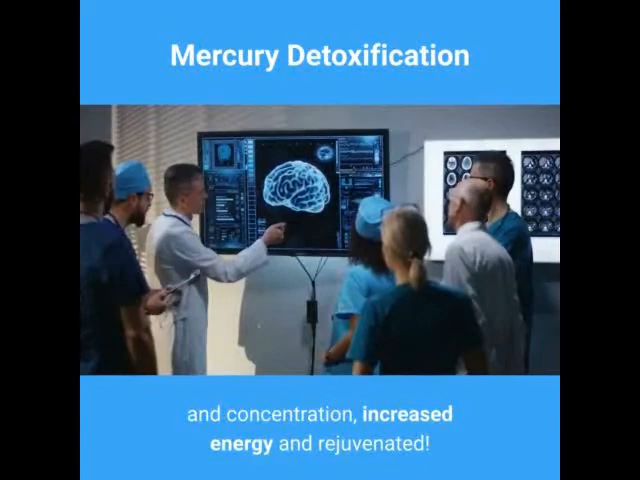 Mercury Detoxification
and concentration, increased
energy and rejuvenated!